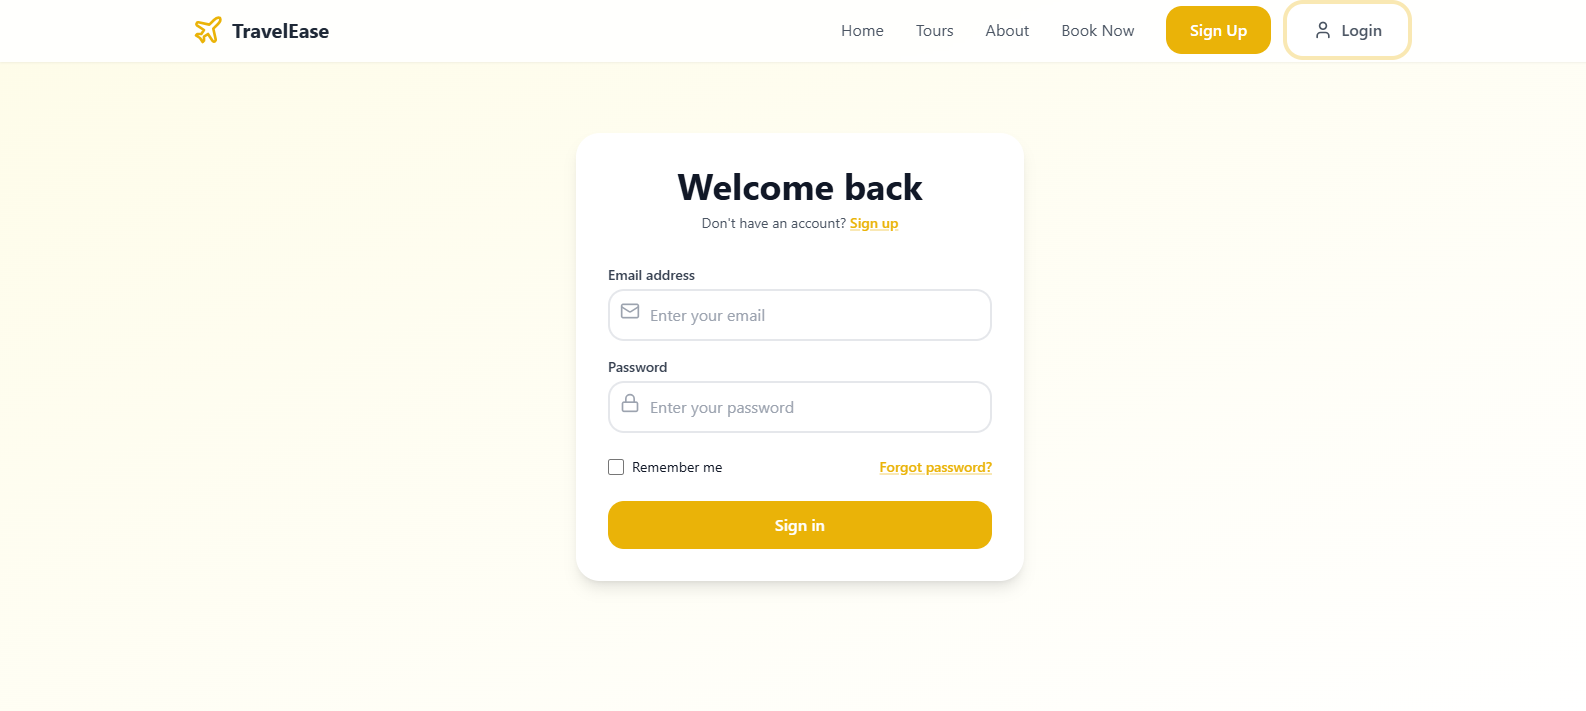 TravelEase
Home Tours About Book Now Sign Up Login
Welcome back
Don't have an account? Sign up
Email address
Enter your email
Password
Enter your password
Remember me Forgot password?
Sign in